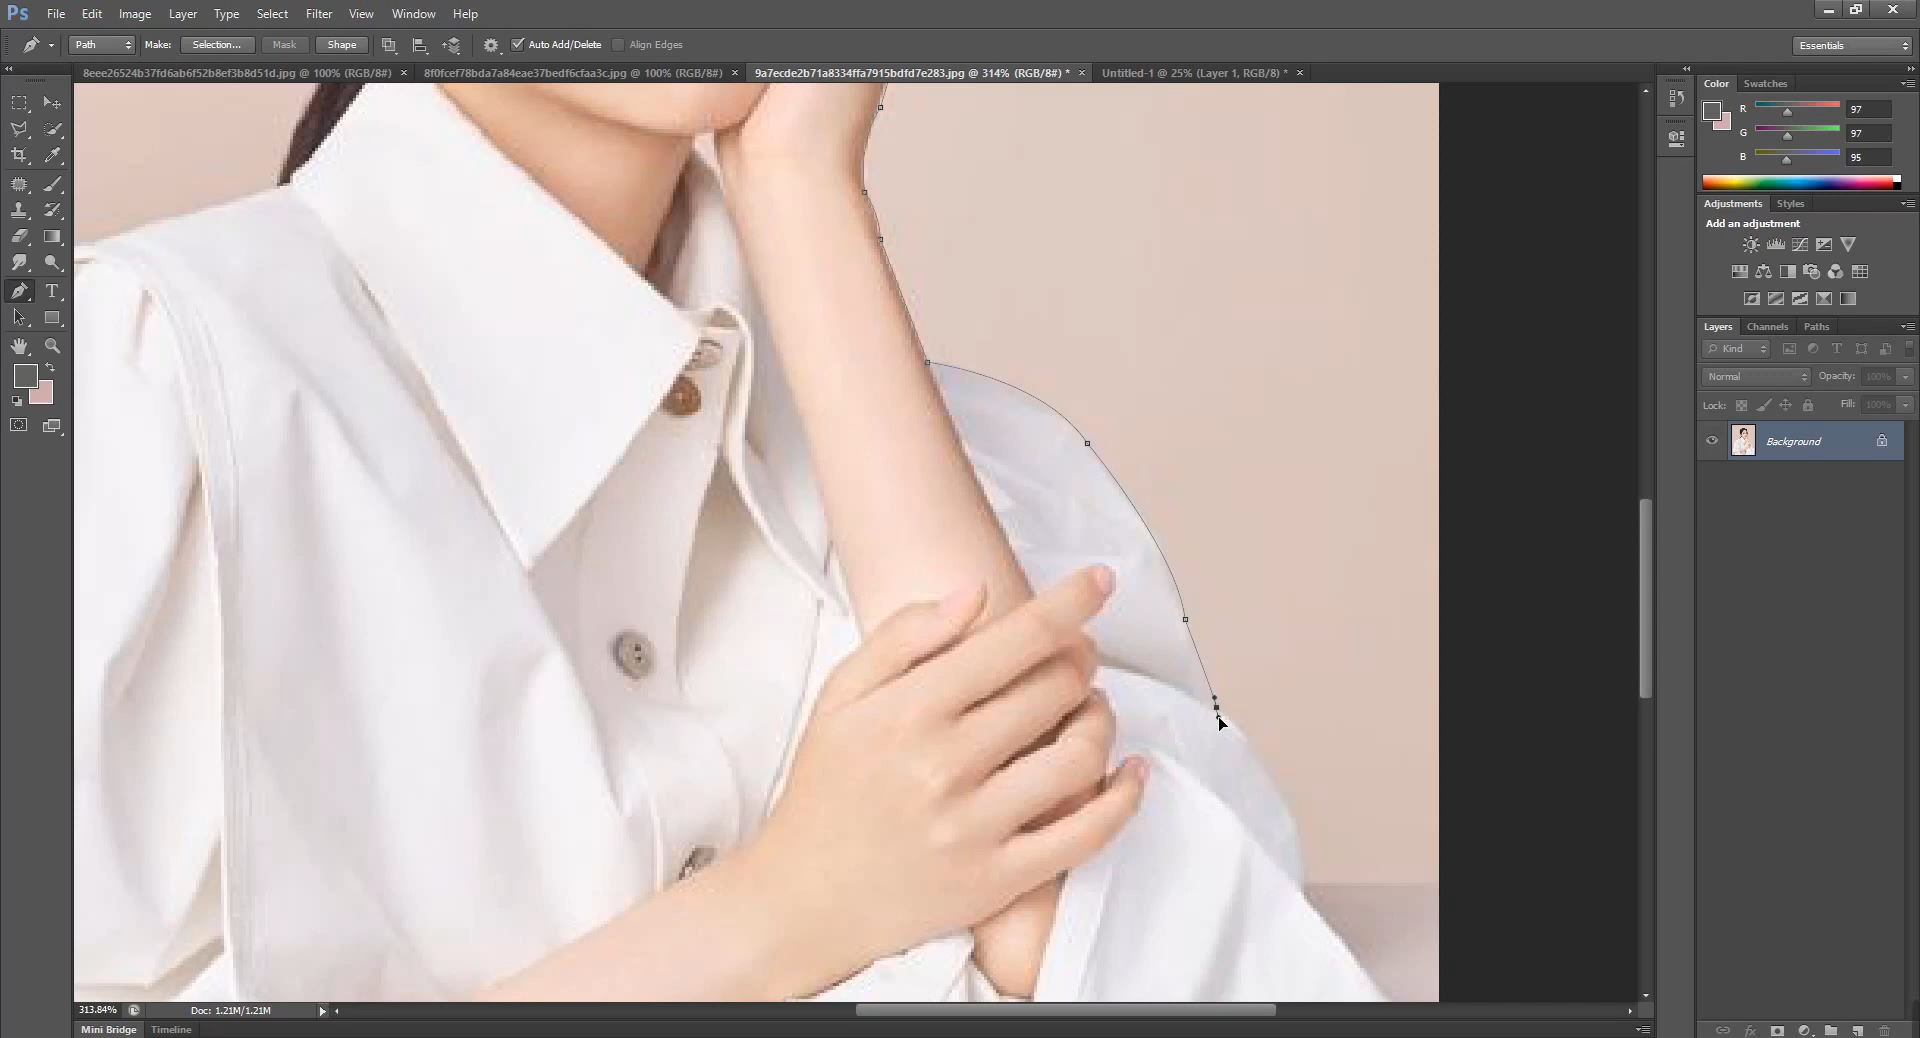 Ps File Edit Image Layer Type Select Filter View Window Help
Path Make: Selection... Mask Shape Auto Add/Delete Align Edges Essentials
8eee26524b37fd6ab6f52b8ef3b8d51d.jpg @ 100% (RGB/8#) × 8f0fcef78bda7a84eae37bedf6cfaa3c.jpg @ 100% (RGB/8#) × 9a7ecde2b71a8334ffa7915bdfd7e283.jpg @ 314% (RGB/8#) * × Untitled-1 @ 25% (Layer 1, RGB/8) * ×
Color Swatches
R 97
G 97
B 95
Adjustments Styles
Add an adjustment
Layers Channels Paths
Kind
Normal Opacity: 100%
Lock: Fill: 100%
Background
313.84% Doc: 1.21M/1.21M
Mini Bridge Timeline